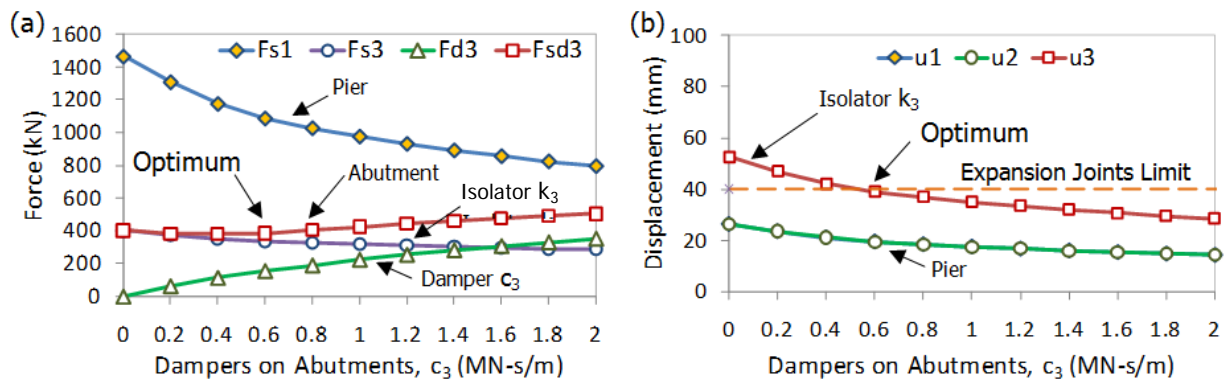 (a)
1600
1400
1200
1000
800
600
400
200
0
Force (kN)
Fs1 Fs3 Fd3 Fsd3
Pier
Optimum
Abutment
Isolator k3
Damper c3
0 0.2 0.4 0.6 0.8 1 1.2 1.4 1.6 1.8 2
Dampers on Abutments, c3 (MN-s/m)
(b)
100
80
60
40
20
0
Displacement (mm)
u1 u2 u3
Isolator k3
Optimum
Expansion Joints Limit
Pier
0 0.2 0.4 0.6 0.8 1 1.2 1.4 1.6 1.8 2
Dampers on Abutments, c3 (MN-s/m)